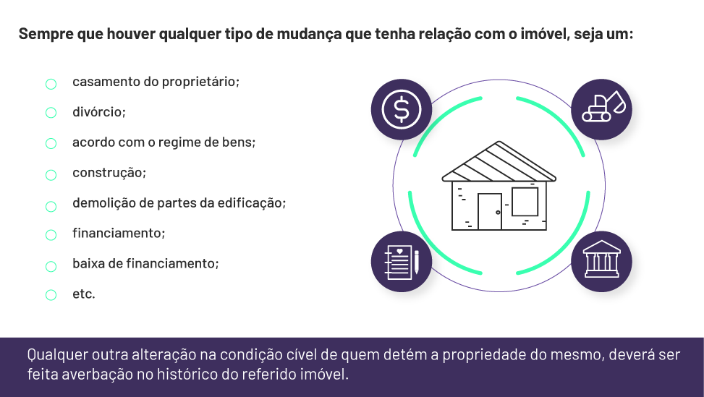 Sempre que houver qualquer tipo de mudança que tenha relação com o imóvel, seja um:
casamento do proprietário;
divórcio;
acordo com o regime de bens;
construção;
demolição de partes da edificação;
financiamento;
baixa de financiamento;
etc.
Qualquer outra alteração na condição cível de quem detém a propriedade do mesmo, deverá ser
feita averbação no histórico do referido imóvel.